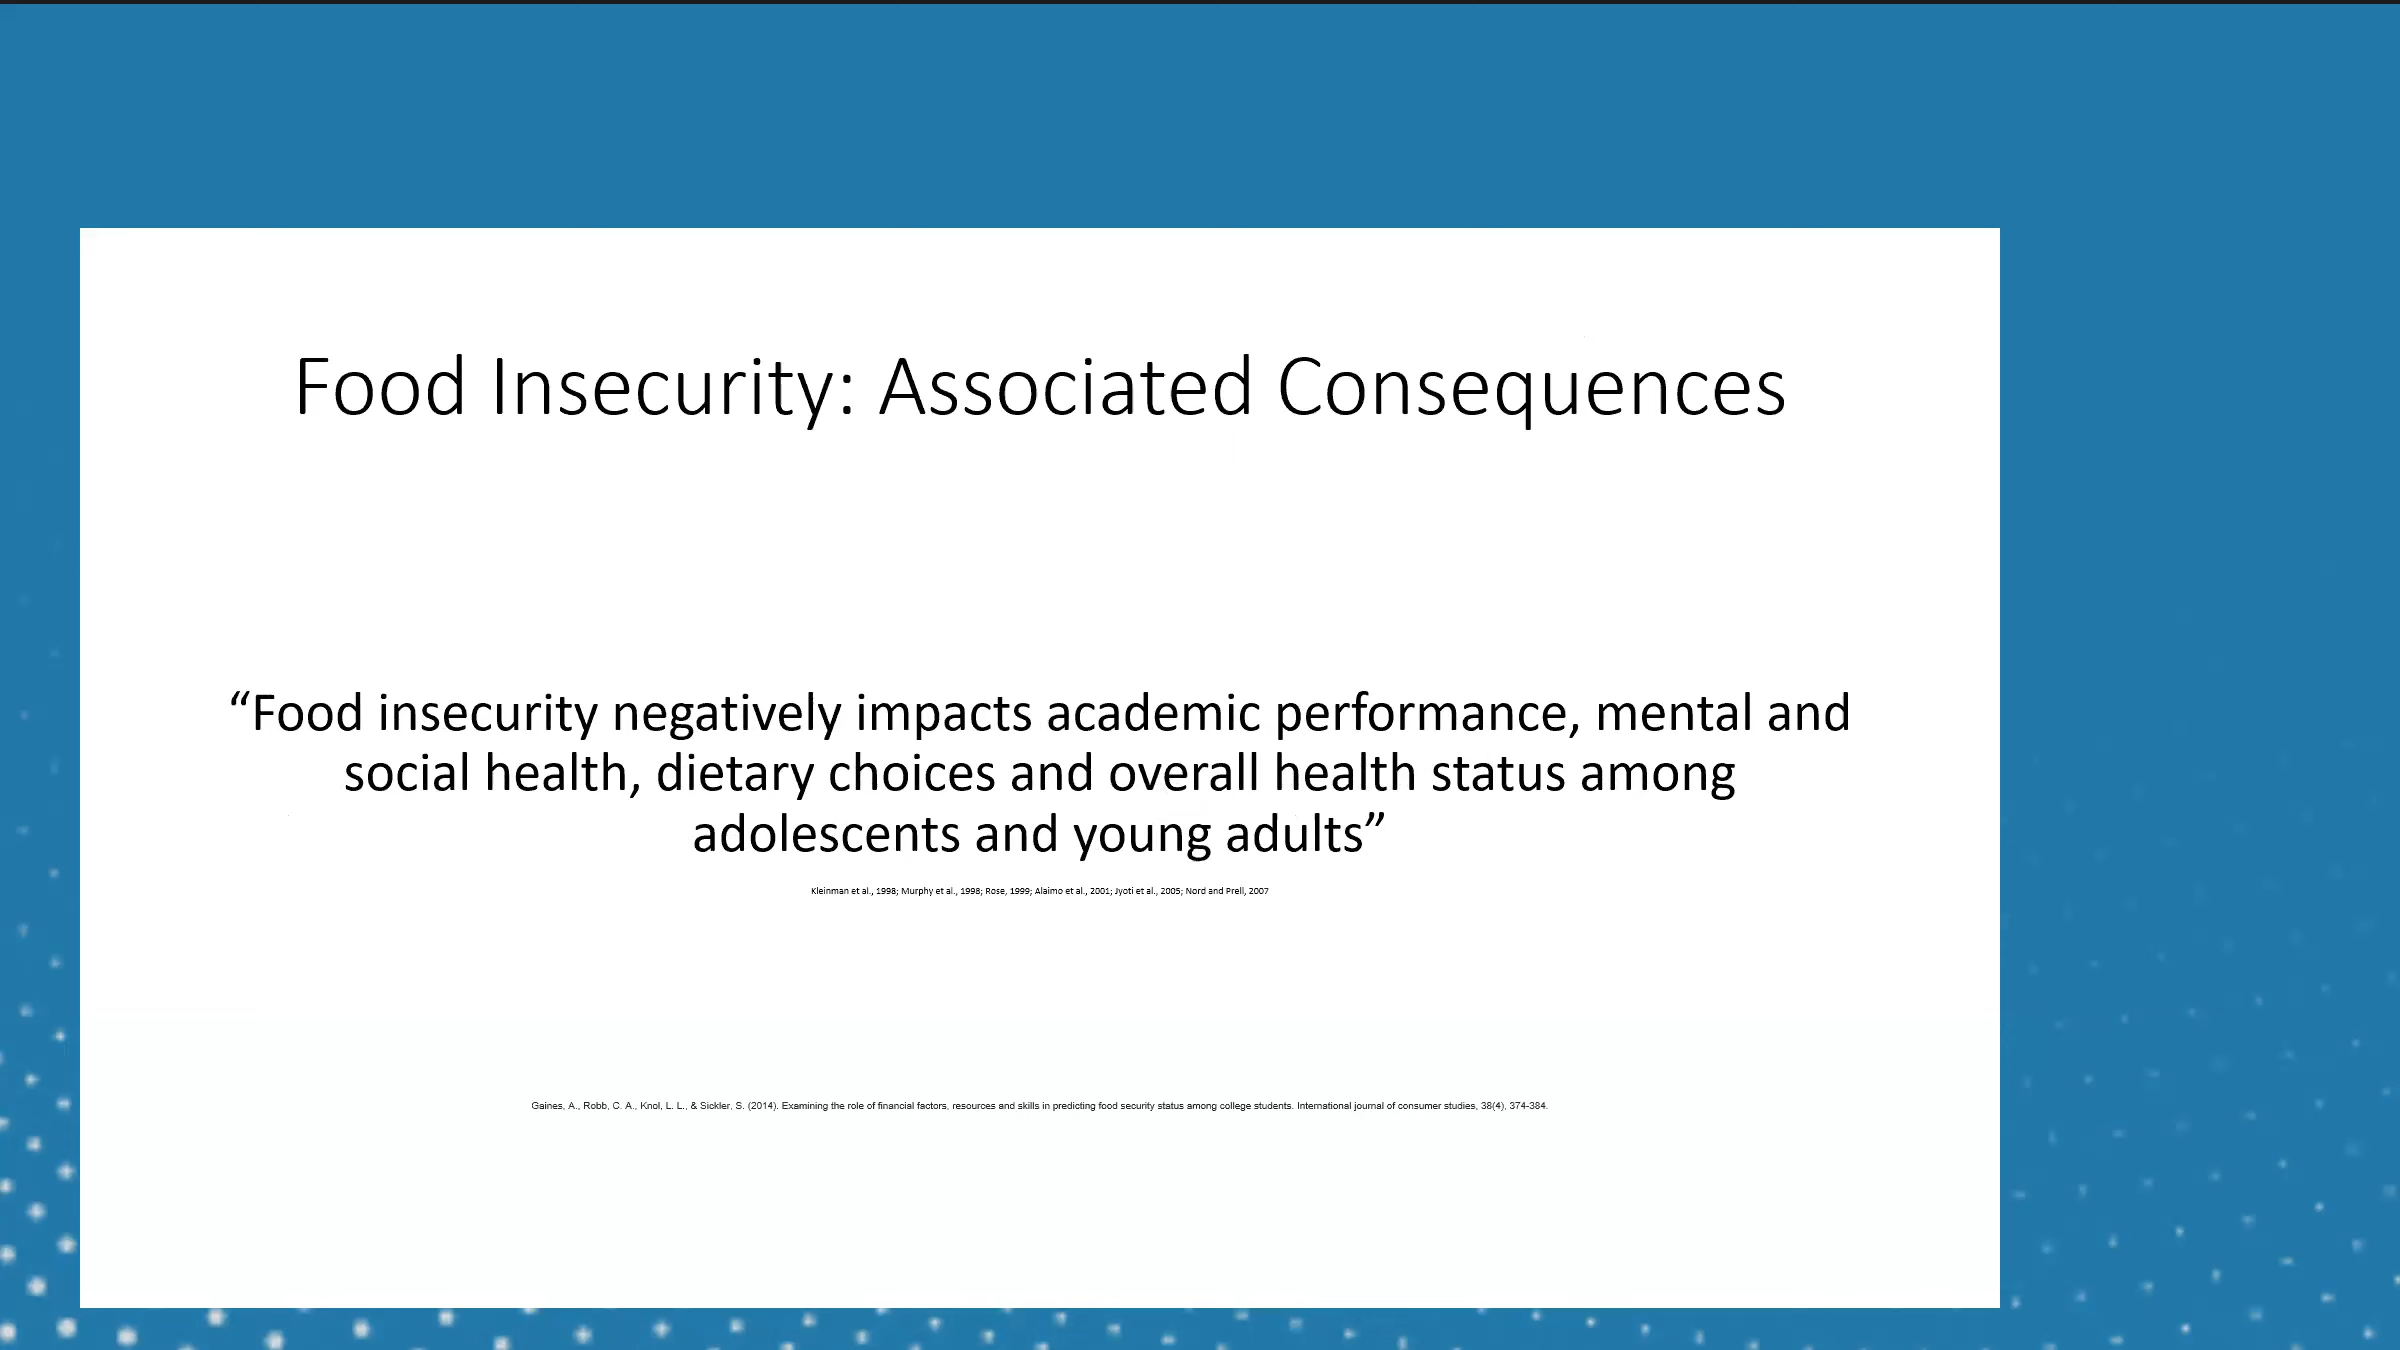 Food Insecurity: Associated Consequences
“Food insecurity negatively impacts academic performance, mental and
social health, dietary choices and overall health status among
adolescents and young adults”
Kleinman et al., 1998; Murphy et al., 1998; Rose, 1999; Alaimo et al., 2001; Jyoti et al., 2005; Nord and Prell, 2007
Gaines, A., Robb, C. A., Knol, L. L., & Sickler, S. (2014). Examining the role of financial factors, resources and skills in predicting food security status among college students. International journal of consumer studies, 38(4), 374-384.